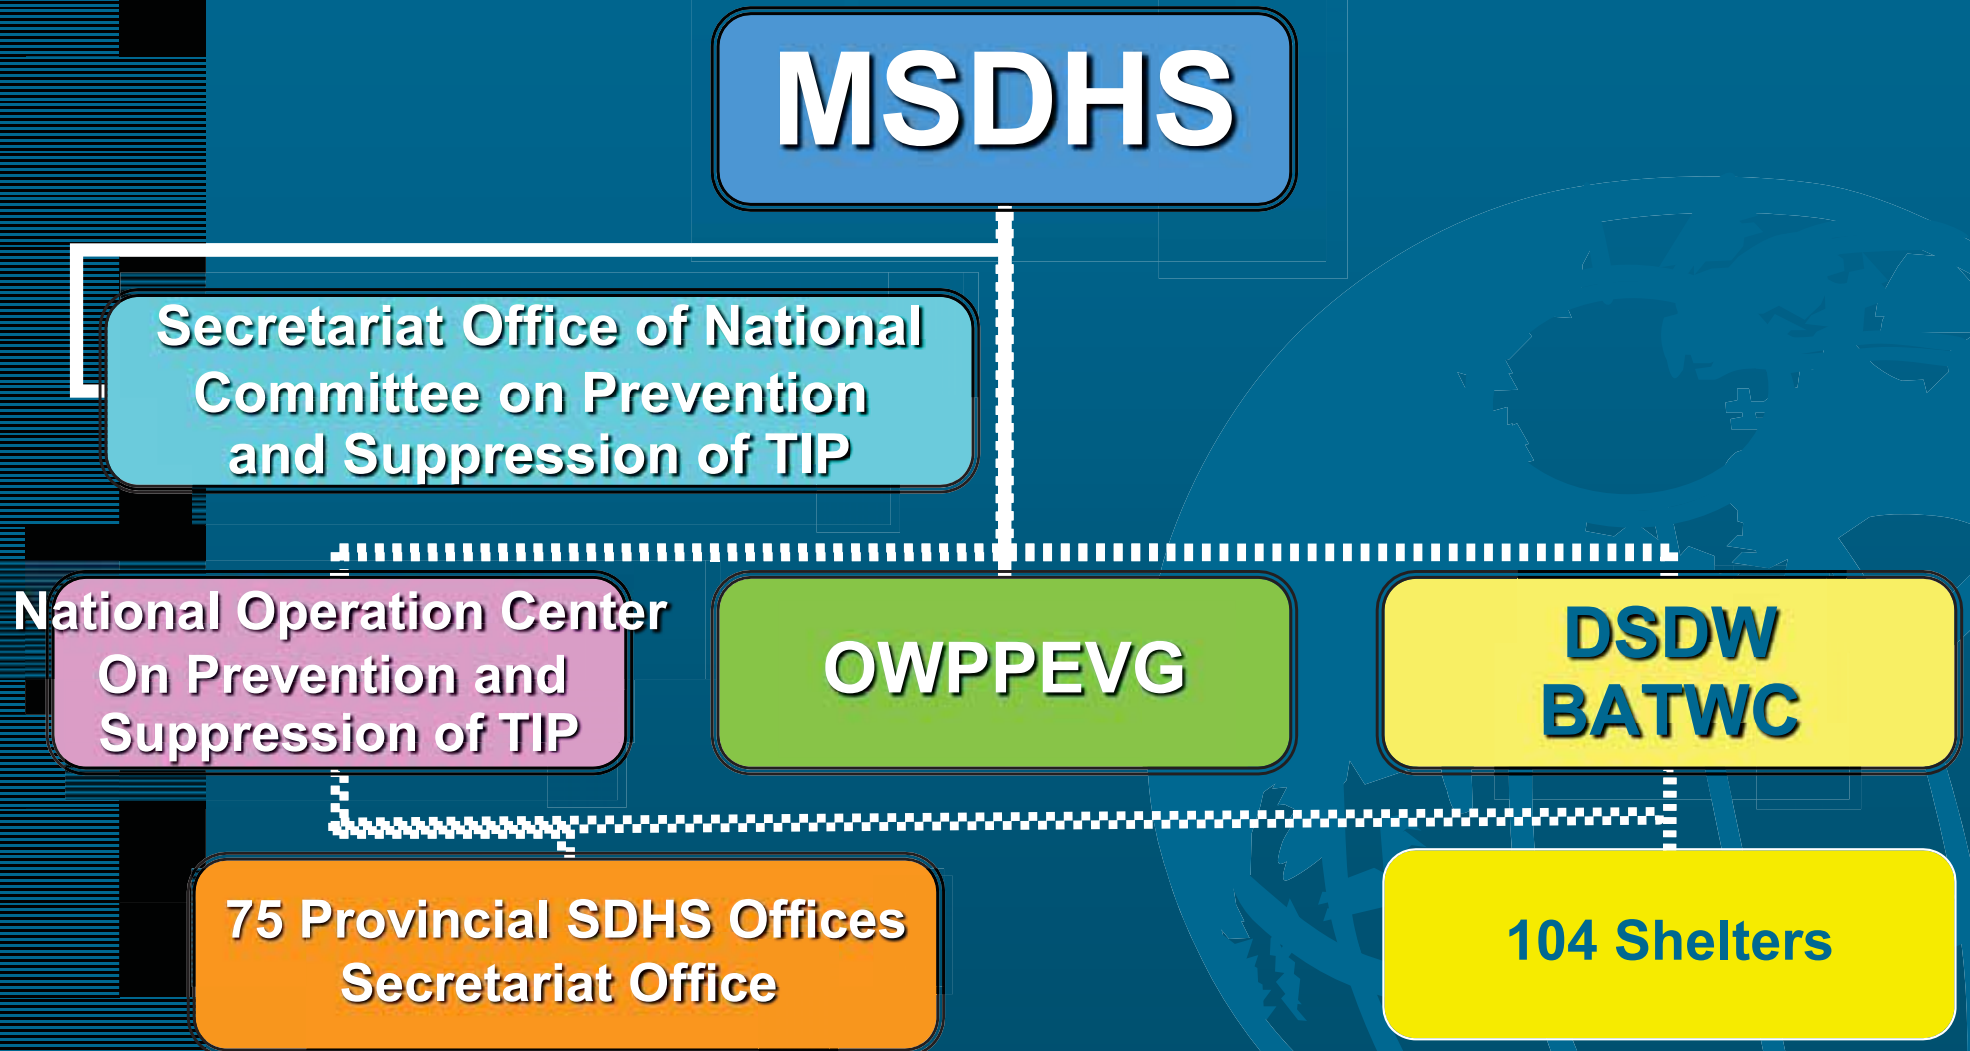 MSDHS
Secretariat Office of National
Committee on Prevention
and Suppression of TIP
National Operation Center
On Prevention and
Suppression of TIP
OWPPEVG
DSDW
BATWC
75 Provincial SDHS Offices
Secretariat Office
104 Shelters